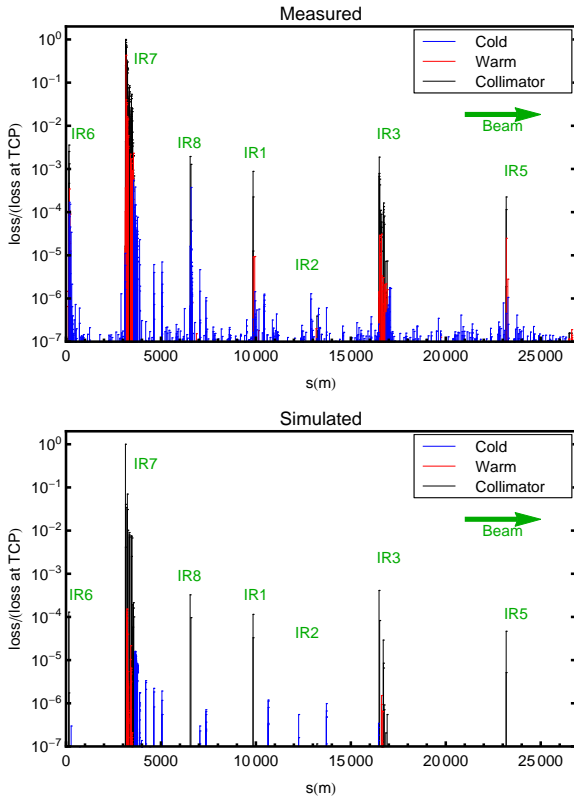 Measured
10^0
10^-1
10^-2
10^-3
10^-4
10^-5
10^-6
10^-7
loss/(loss at TCP)
IR6
IR7
IR8
IR1
IR2
IR3
IR5
Cold
Warm
Collimator
Beam
0
5000
10 000
15 000
20 000
25 000
s(m)
Simulated
10^0
10^-1
10^-2
10^-3
10^-4
10^-5
10^-6
10^-7
loss/(loss at TCP)
IR6
IR7
IR8
IR1
IR2
IR3
IR5
Cold
Warm
Collimator
Beam
0
5000
10 000
15 000
20 000
25 000
s(m)